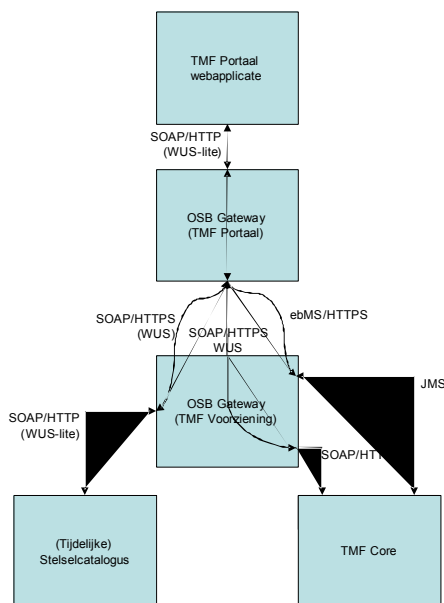 TMF Portaal
webapplicate
SOAP/HTTP
(WUS-lite)
OSB Gateway
(TMF Portaal)
SOAP/HTTPS
(WUS)
SOAP/HTTPS
WUS
ebMS/HTTPS
OSB Gateway
(TMF Voorziening)
JMS
SOAP/HTTP
(WUS-lite)
(Tijdelijke)
Stelselcatalogus
TMF Core